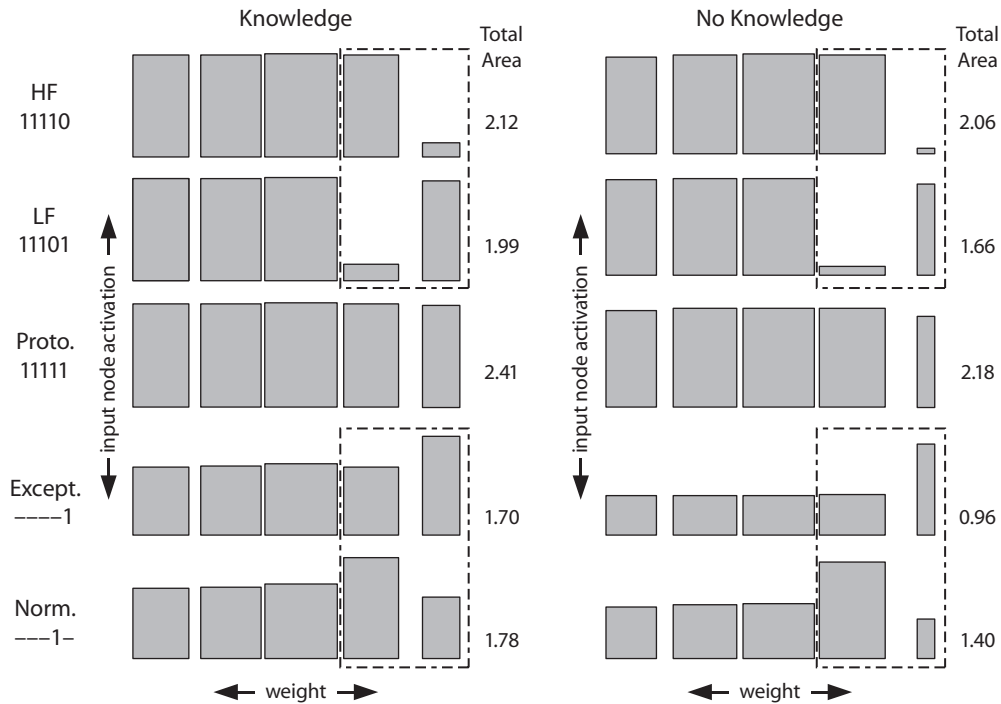 Knowledge
No Knowledge
Total
Area
Total
Area
HF
11110
2.12
2.06
LF
11101
1.99
1.66
input node activation
input node activation
Proto.
11111
2.41
2.18
Except.
----1
1.70
0.96
Norm.
---1-
1.78
1.40
weight
weight